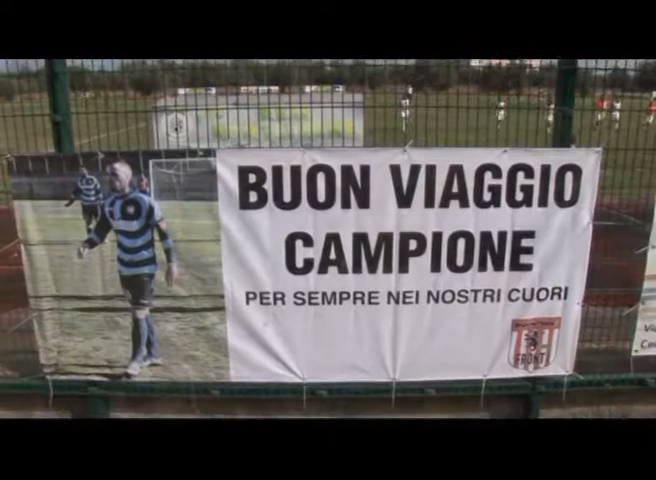 BUON VIAGGIO
CAMPIONE
PER SEMPRE NEI NOSTRI CUORI
FRONT